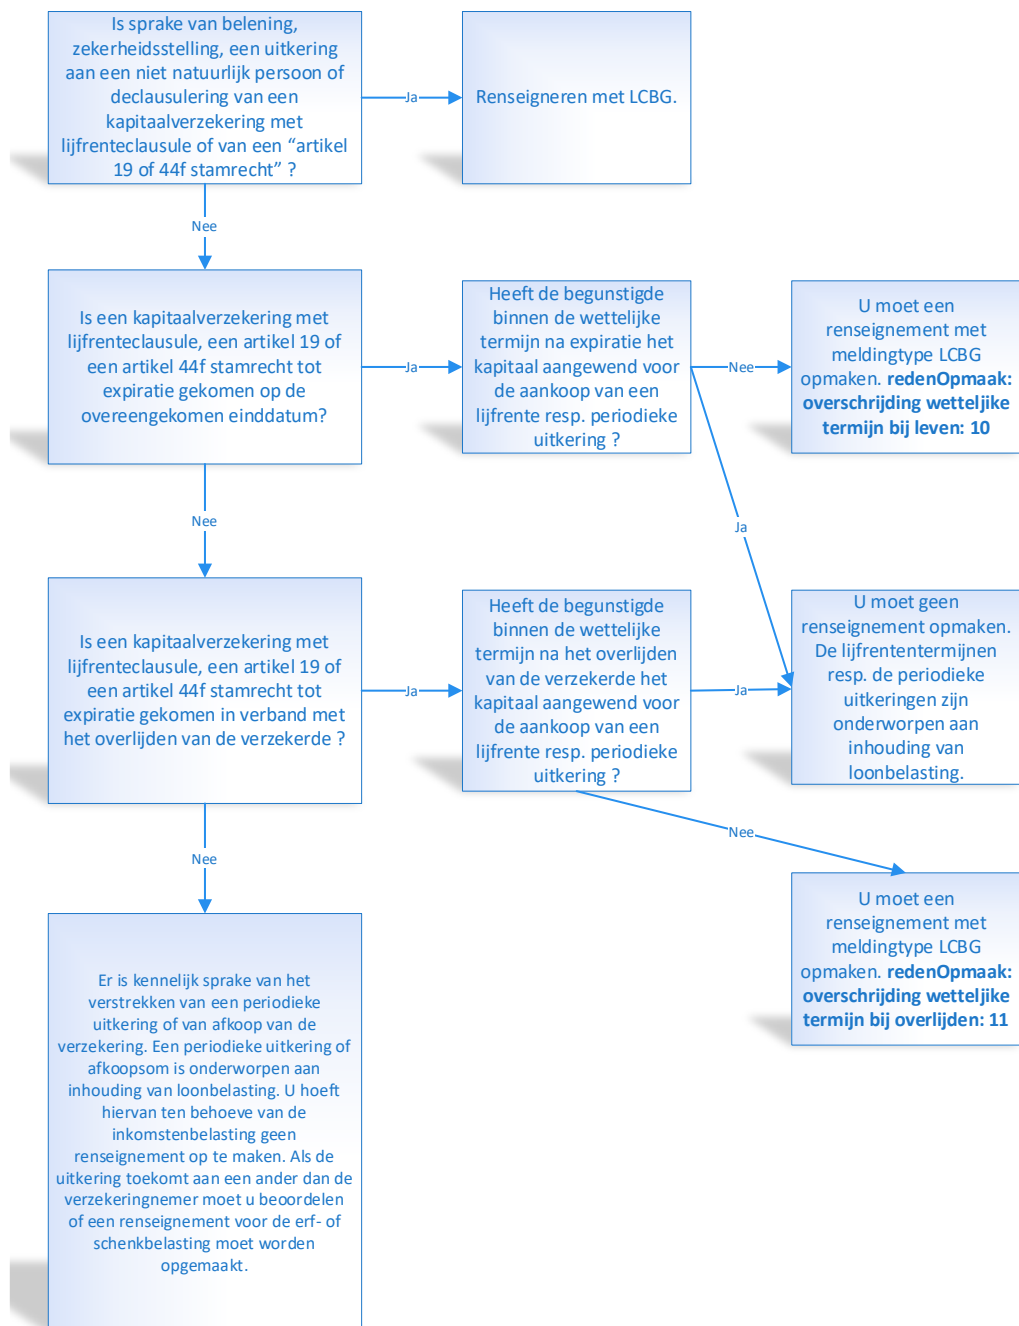 Is sprake van belening,
zekerheidsstelling, een uitkering
aan een niet natuurlijk persoon of
declausulering van een
kapitaalverzekering met
lijfrenteclausule of van een “artikel
19 of 44f stamrecht” ?
Ja
Renseigneren met LCBG.
Nee
Is een kapitaalverzekering met
lijfrenteclausule, een artikel 19 of
een artikel 44f stamrecht tot
expiratie gekomen op de
overeengekomen einddatum?
Ja
Heeft de begunstigde
binnen de wettelijke
termijn na expiratie het
kapitaal aangewend voor
de aankoop van een
lijfrente resp. periodieke
uitkering ?
Nee
U moet een
renseignement met
meldingtype LCBG
opmaken. redenOpmaak:
overschrijding wetteljike
termijn bij leven: 10
Ja
Nee
Is een kapitaalverzekering met
lijfrenteclausule, een artikel 19 of
een artikel 44f stamrecht tot
expiratie gekomen in verband met
het overlijden van de verzekerde ?
Ja
Heeft de begunstigde
binnen de wettelijke
termijn na het overlijden
van de verzekerde het
kapitaal aangewend voor
de aankoop van een
lijfrente resp. periodieke
uitkering ?
Ja
U moet geen
renseignement opmaken.
De lijfrententermijnen
resp. de periodieke
uitkeringen zijn
onderworpen aan
inhouding van
loonbelasting.
Nee
U moet een
renseignement met
meldingtype LCBG
opmaken. redenOpmaak:
overschrijding wetteljike
termijn bij overlijden: 11
Nee
Er is kennelijk sprake van het
verstrekken van een periodieke
uitkering of van afkoop van de
verzekering. Een periodieke uitkering of
afkoopsom is onderworpen aan
inhouding van loonbelasting. U hoeft
hiervan ten behoeve van de
inkomstenbelasting geen
renseignement op te maken. Als de
uitkering toekomt aan een ander dan de
verzekeringnemer moet u beoordelen
of een renseignement voor de erf- of
schenkbelasting moet worden
opgemaakt.